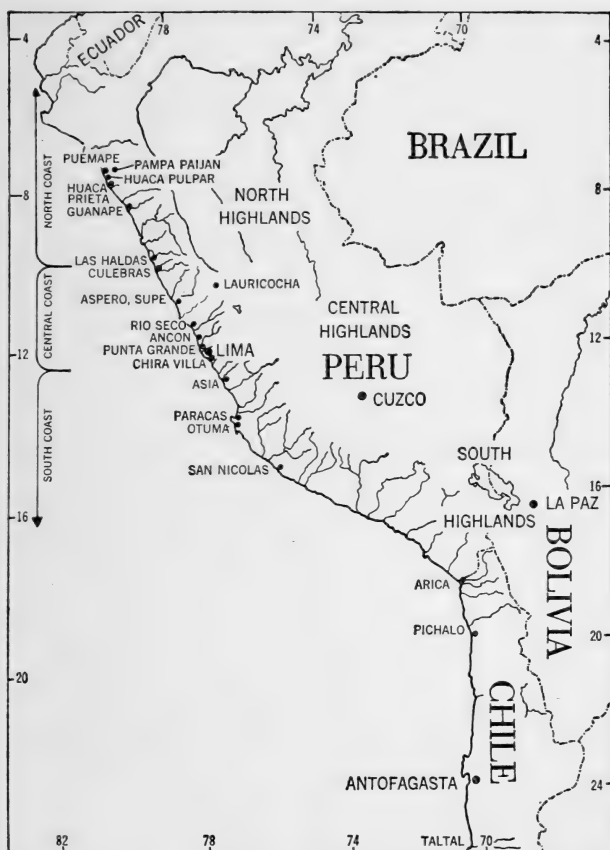 78
74
70
4
4
ECUADOR
BRAZIL
PUEMAPE
PAMPA PAIJAN
HUACA PULPAR
HUACA
PRIETA
GUANAPE
8
8
NORTH COAST
NORTH
HIGHLANDS
LAS HALDAS
CULEBRAS
LAURICOCHA
ASPERO, SUPE
CENTRAL COAST
CENTRAL
HIGHLANDS
RIO SECO
ANCON
PUNTA GRANDE
LIMA
CHIRA VILLA
12
12
PERU
ASIA
CUZCO
PARACAS
OTUMA
SOUTH COAST
SOUTH
SAN NICOLAS
16
16
LA PAZ
HIGHLANDS
BOLIVIA
ARICA
PICHALO
20
20
CHILE
ANTOFAGASTA
24
TALTAL
82
78
74
70